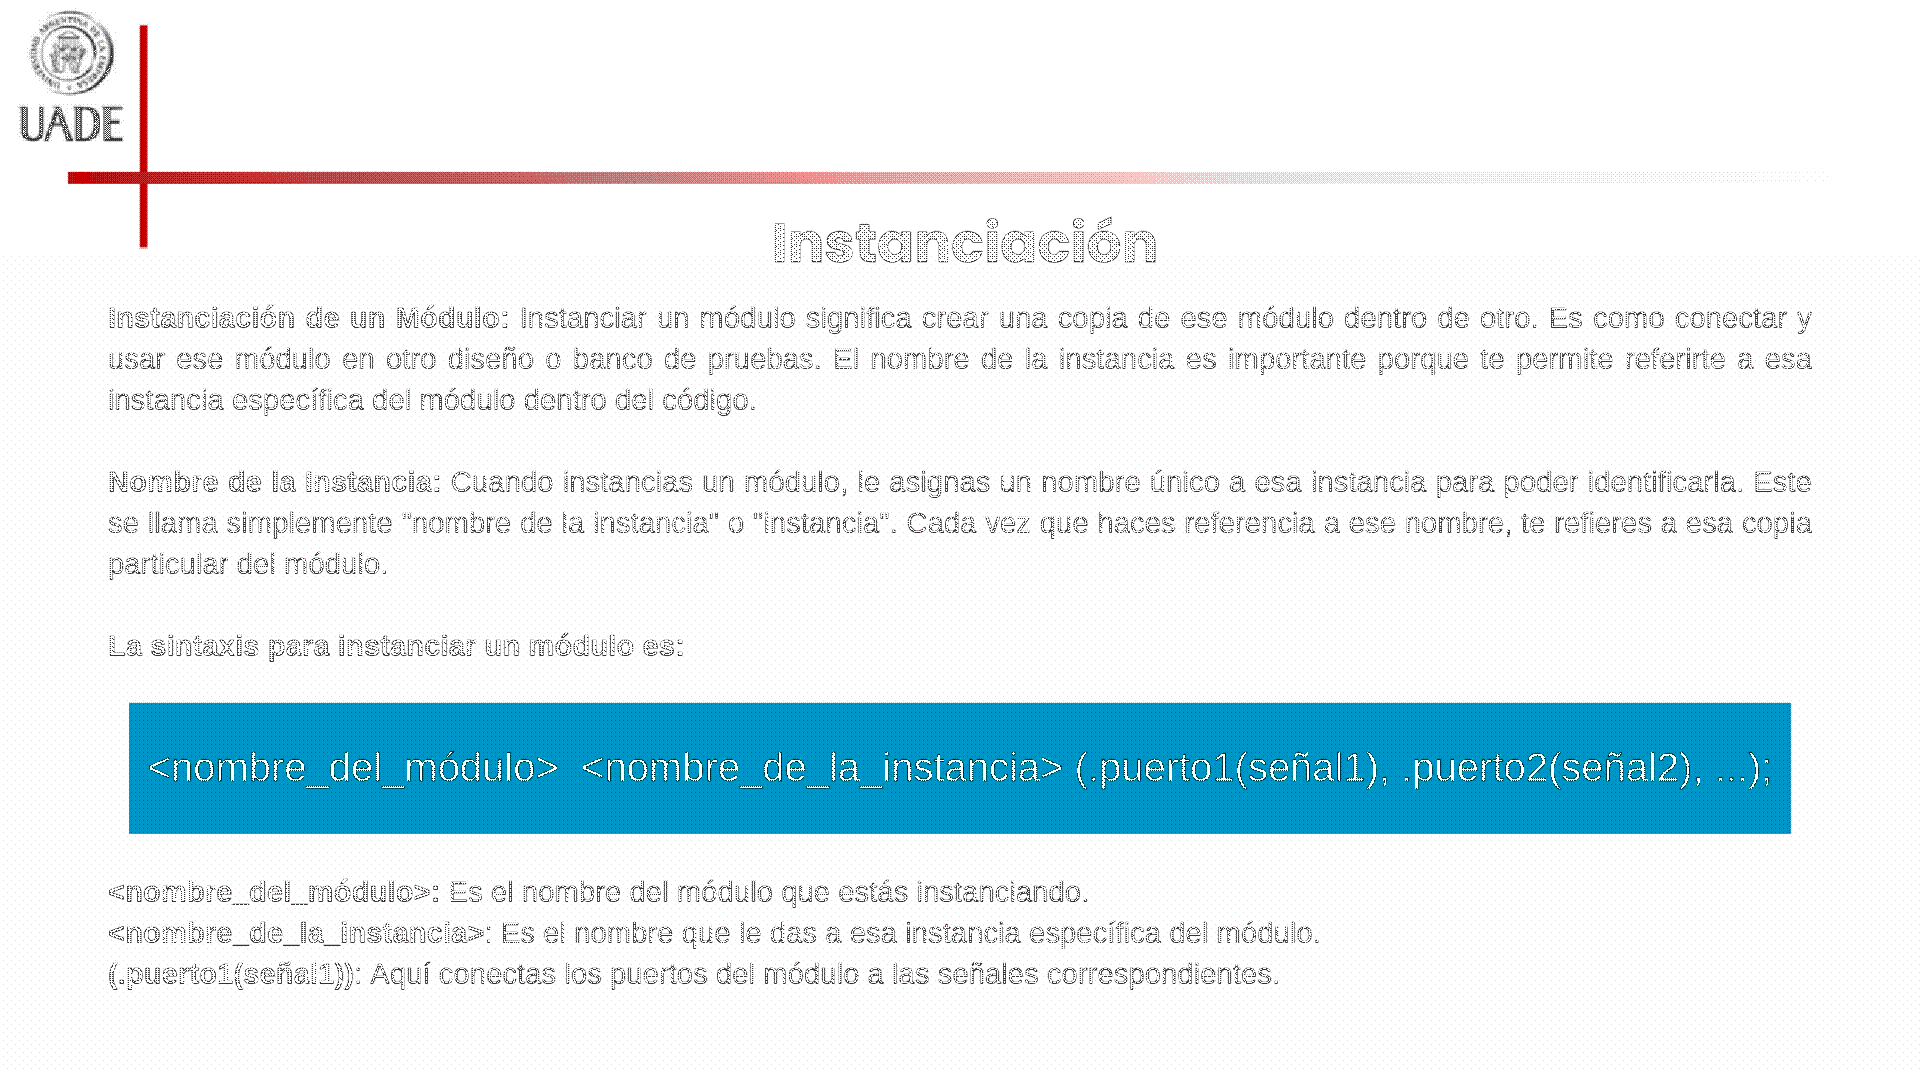 UNIVERSIDAD ARGENTINA DE LA EMPRESA
UADE
Instanciación
Instanciación de un Módulo: Instanciar un módulo significa crear una copia de ese módulo dentro de otro. Es como conectar y
usar ese módulo en otro diseño o banco de pruebas. El nombre de la instancia es importante porque te permite referirte a esa
instancia específica del módulo dentro del código.
Nombre de la Instancia: Cuando instancias un módulo, le asignas un nombre único a esa instancia para poder identificarla. Este
se llama simplemente "nombre de la instancia" o "instancia". Cada vez que haces referencia a ese nombre, te refieres a esa copia
particular del módulo.
La sintaxis para instanciar un módulo es:
<nombre_del_módulo> <nombre_de_la_instancia> (.puerto1(señal1), .puerto2(señal2), ...);
<nombre_del_módulo>: Es el nombre del módulo que estás instanciando.
<nombre_de_la_instancia>: Es el nombre que le das a esa instancia específica del módulo.
(.puerto1(señal1)): Aquí conectas los puertos del módulo a las señales correspondientes.